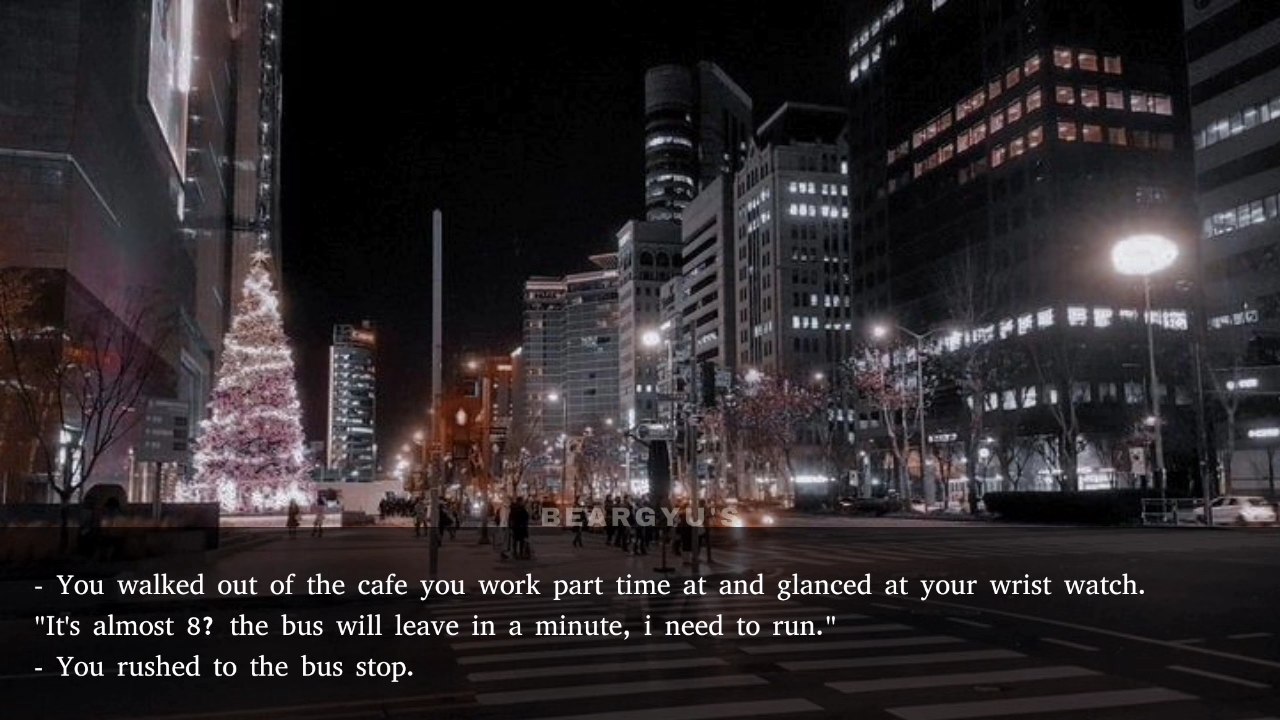 BEARGYU'S
- You walked out of the cafe you work part time at and glanced at your wrist watch.
"It's almost 8? the bus will leave in a minute, i need to run."
- You rushed to the bus stop.